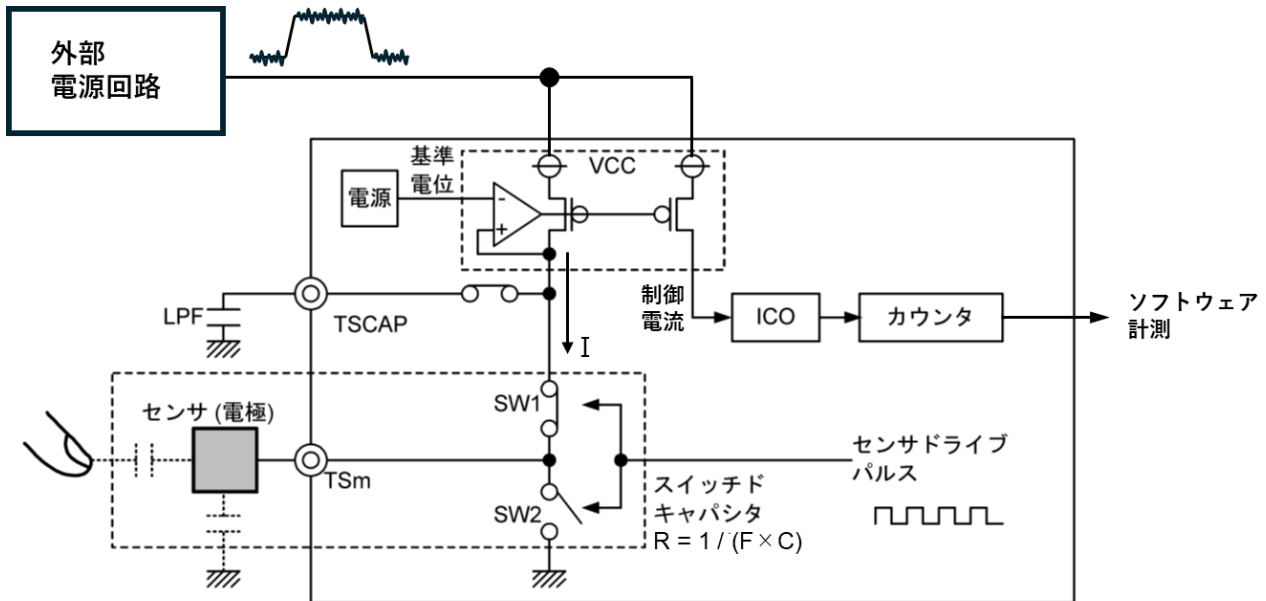 外部
電源回路
基準
電位
VCC
電源
-
+
LPF
TSCAP
制御
電流
ICO
カウンタ
ソフトウェア
計測
I
センサ (電極)
SW1
TSm
SW2
センサドライブ
パルス
スイッチド
キャパシタ
R = 1 / (F×C)